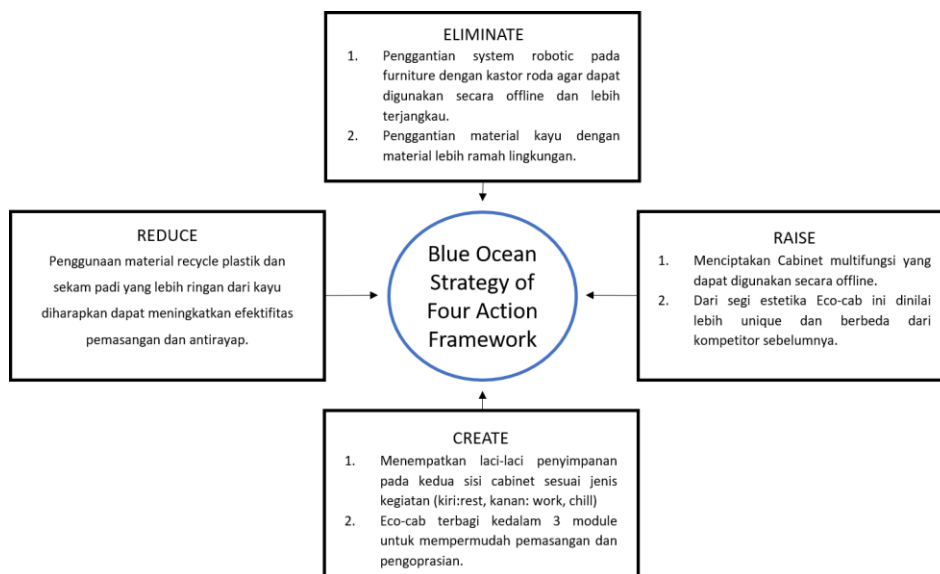 ELIMINATE
1. Penggantian system robotic pada
furniture dengan kastor roda agar dapat
digunakan secara offline dan lebih
terjangkau.
2. Penggantian material kayu dengan
material lebih ramah lingkungan.
REDUCE
Penggunaan material recycle plastik dan
sekam padi yang lebih ringan dari kayu
diharapkan dapat meningkatkan efektifitas
pemasangan dan antirayap.
Blue Ocean
Strategy of
Four Action
Framework
RAISE
1. Menciptakan Cabinet multifungsi yang
dapat digunakan secara offline.
2. Dari segi estetika Eco-cab ini dinilai
lebih unique dan berbeda dari
kompetitor sebelumnya.
CREATE
1. Menempatkan laci-laci penyimpanan
pada kedua sisi cabinet sesuai jenis
kegiatan (kiri:rest, kanan: work, chill)
2. Eco-cab terbagi kedalam 3 module
untuk mempermudah pemasangan dan
pengoprasian.